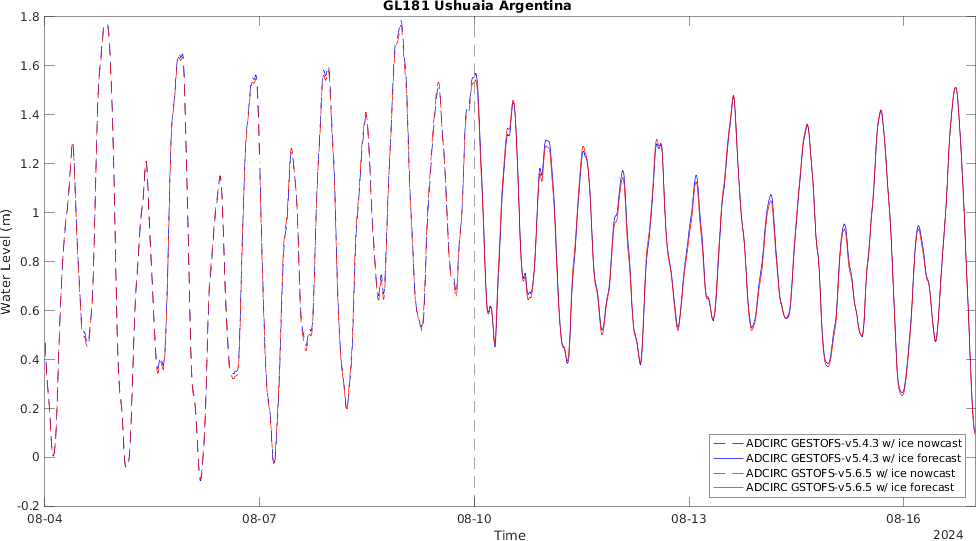 GL181 Ushuaia Argentina
1.8
1.6
1.4
1.2
1
0.8
0.6
0.4
0.2
0
-0.2
Water Level (m)
08-04
08-07
08-10
08-13
08-16
Time
2024
ADCIRC GESTOFS-v5.4.3 w/ ice nowcast
ADCIRC GESTOFS-v5.4.3 w/ ice forecast
ADCIRC GSTOFS-v5.6.5 w/ ice nowcast
ADCIRC GSTOFS-v5.6.5 w/ ice forecast